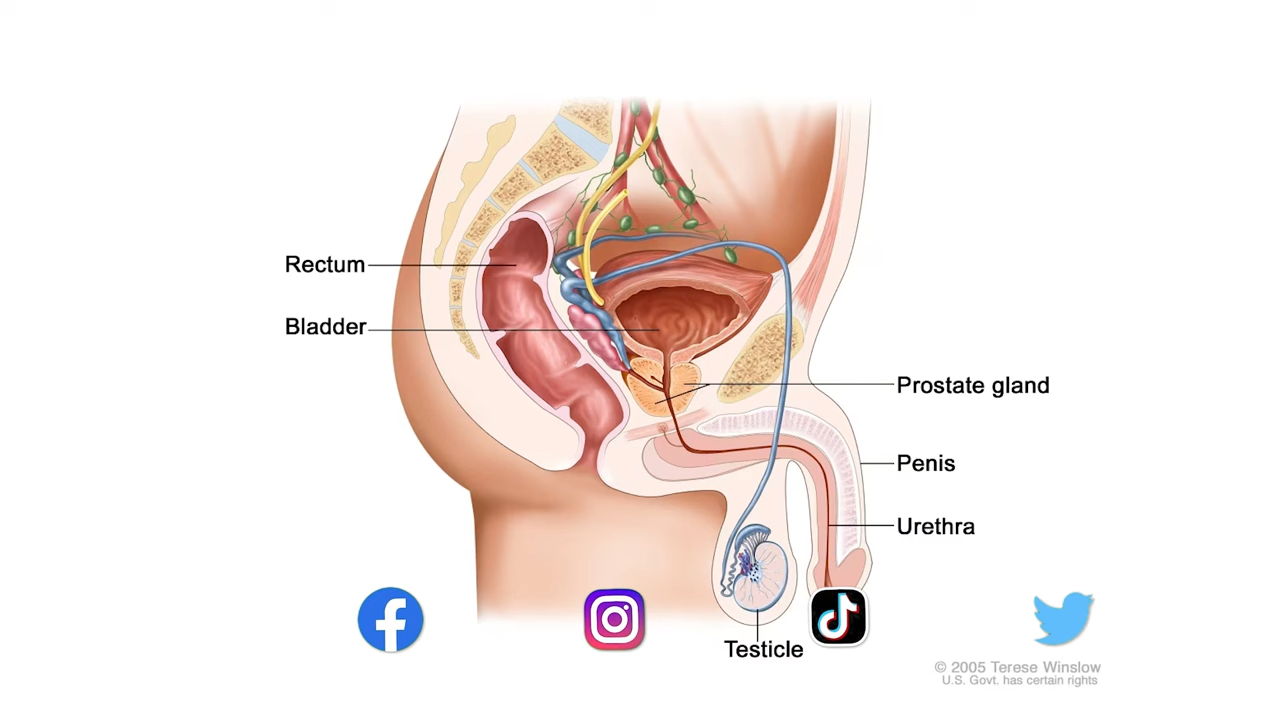 Rectum
Bladder
Prostate gland
Penis
Urethra
Testicle
© 2005 Terese Winslow
U.S. Govt. has certain rights